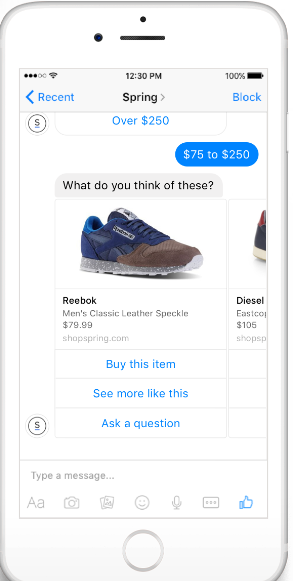 12:30 PM
100%
Recent
Spring
Block
S
Over $250
$75 to $250
What do you think of these?
Reebok
Reebok
Men's Classic Leather Speckle
$79.99
shopspring.com
Diesel
Eastcop
$105
shopsp
Buy this item
See more like this
Ask a question
S
Type a message...
Aa